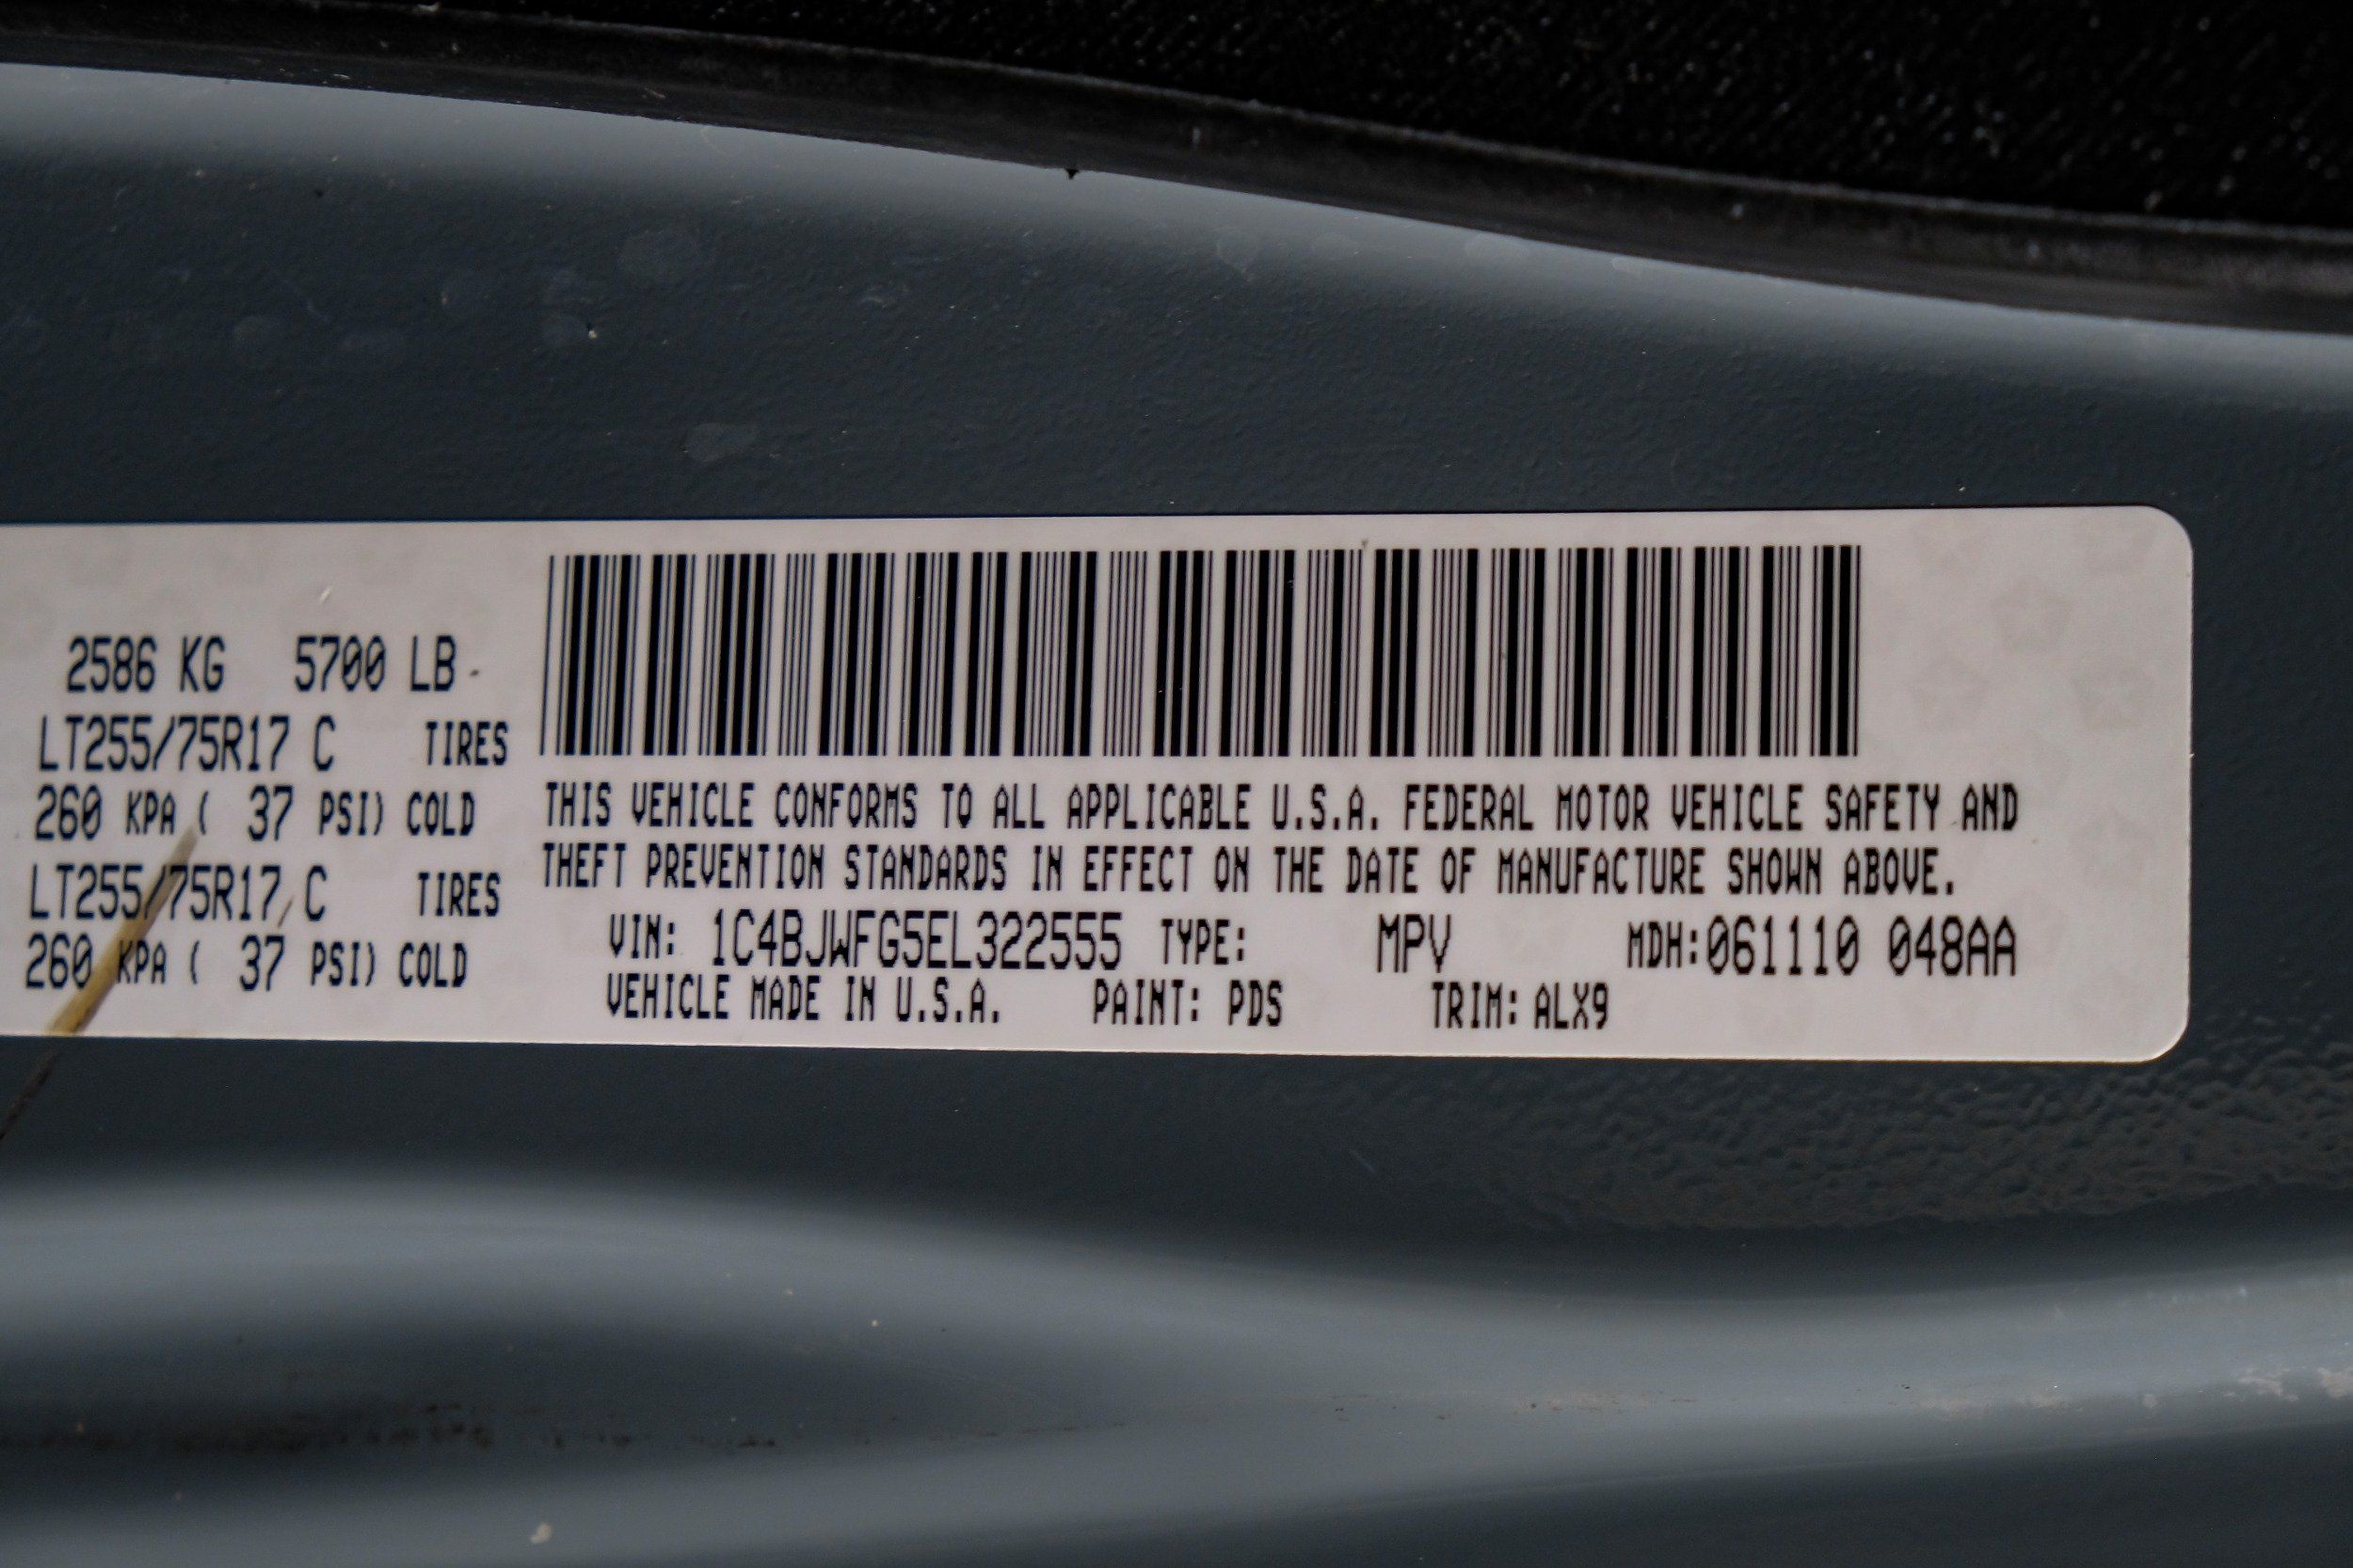 2586 KG 5700 LB
LT255/75R17 C TIRES
260 KPA ( 37 PSI) COLD
LT255/75R17 C TIRES
260 KPA ( 37 PSI) COLD
THIS VEHICLE CONFORMS TO ALL APPLICABLE U.S.A. FEDERAL MOTOR VEHICLE SAFETY AND
THEFT PREVENTION STANDARDS IN EFFECT ON THE DATE OF MANUFACTURE SHOWN ABOVE.
VIN: 1C4BJWFG5EL322555 TYPE: MPV MDH:061110 048AA
VEHICLE MADE IN U.S.A. PAINT: PDS TRIM: ALX9